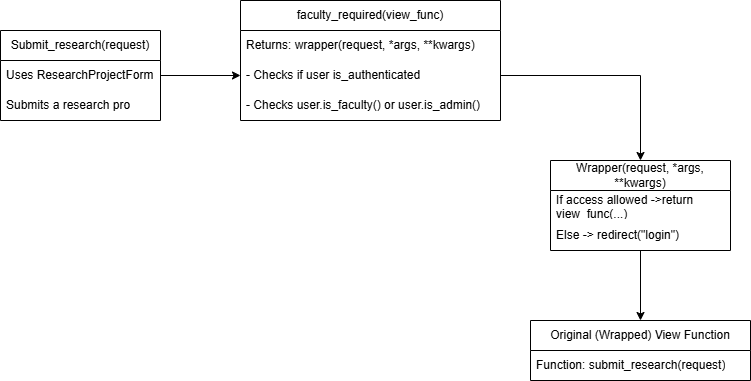 Submit_research(request)
Uses ResearchProjectForm
Submits a research pro
faculty_required(view_func)
Returns: wrapper(request, *args, **kwargs)
- Checks if user is_authenticated
- Checks user.is_faculty() or user.is_admin()
Wrapper(request, *args,
**kwargs)
If access allowed ->return
view_func(...)
Else -> redirect("login")
Original (Wrapped) View Function
Function: submit_research(request)